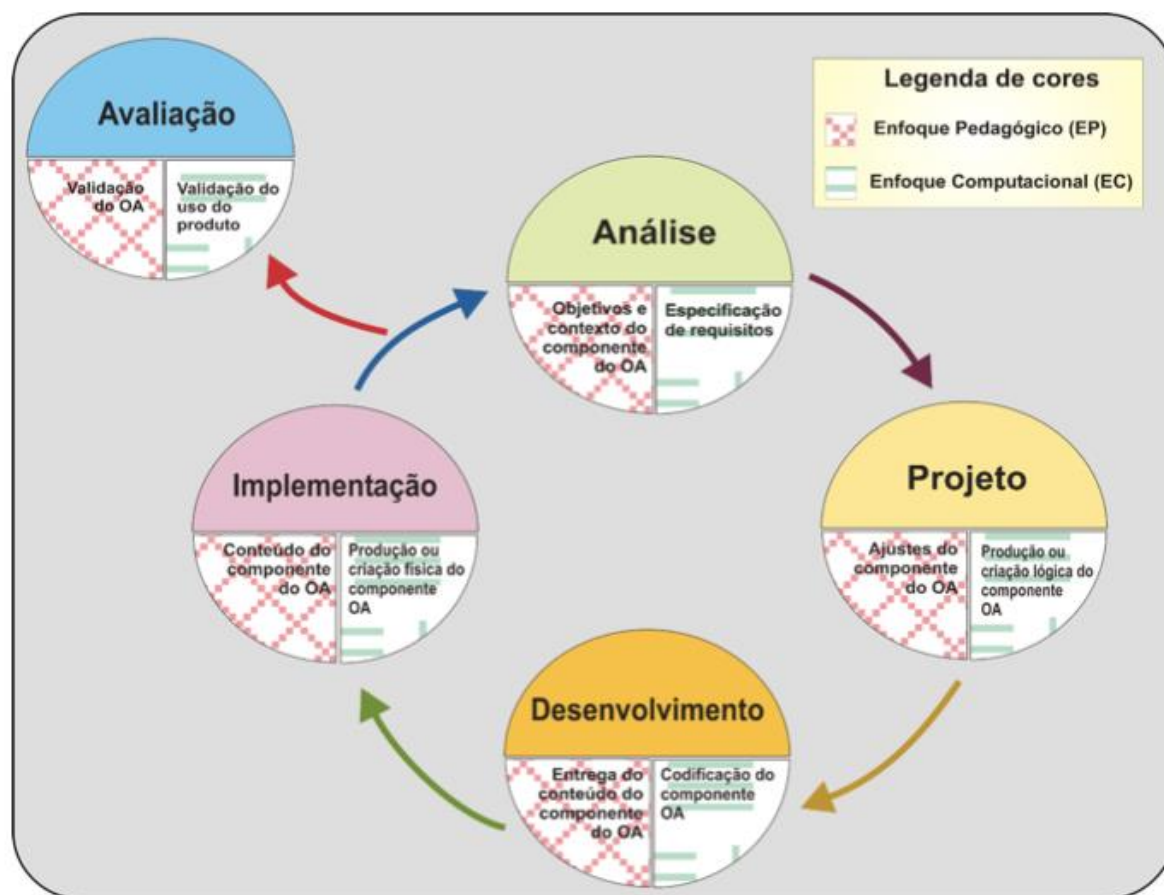 Avaliação
Validação
do OA
Validação do
uso do
produto
Legenda de cores
Enfoque Pedagógico (EP)
Enfoque Computacional (EC)
Análise
Objetivos e
contexto do
componente
do OA
Especificação
de requisitos
Implementação
Conteúdo do
componente
do OA
Produção ou
criação física do
componente
OA
Projeto
Ajustes do
componente
do OA
Produção ou
criação lógica do
componente
OA
Desenvolvimento
Entrega do
conteúdo do
componente
do OA
Codificação do
componente
OA